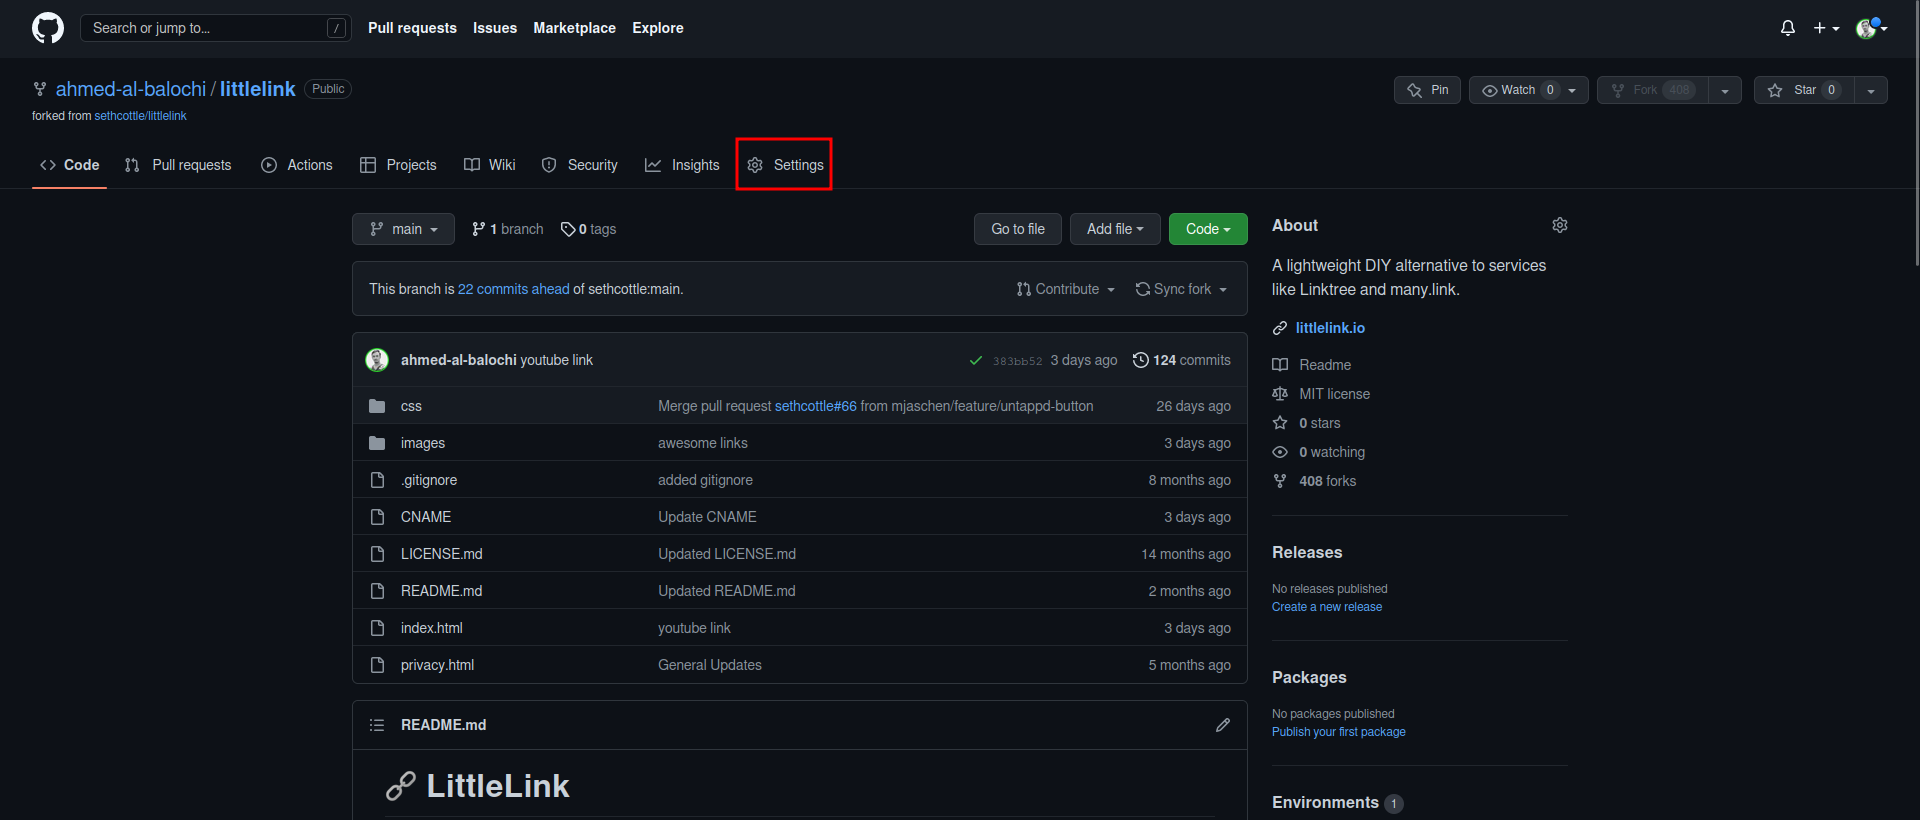 Search or jump to... /
Pull requests Issues Marketplace Explore
ahmed-al-balochi / littlelink Public
forked from sethcottle/littlelink
Pin Watch 0 Fork 408 Star 0
Code Pull requests Actions Projects Wiki Security Insights Settings
main 1 branch 0 tags Go to file Add file Code
This branch is 22 commits ahead of sethcottle:main. Contribute Sync fork
ahmed-al-balochi youtube link 383bb52 3 days ago 124 commits
css Merge pull request sethcottle#66 from mjaschen/feature/untappd-button 26 days ago
images awesome links 3 days ago
.gitignore added gitignore 8 months ago
CNAME Update CNAME 3 days ago
LICENSE.md Updated LICENSE.md 14 months ago
README.md Updated README.md 2 months ago
index.html youtube link 3 days ago
privacy.html General Updates 5 months ago
README.md
LittleLink
About
A lightweight DIY alternative to services
like Linktree and many.link.
littlelink.io
Readme
MIT license
0 stars
0 watching
408 forks
Releases
No releases published
Create a new release
Packages
No packages published
Publish your first package
Environments 1